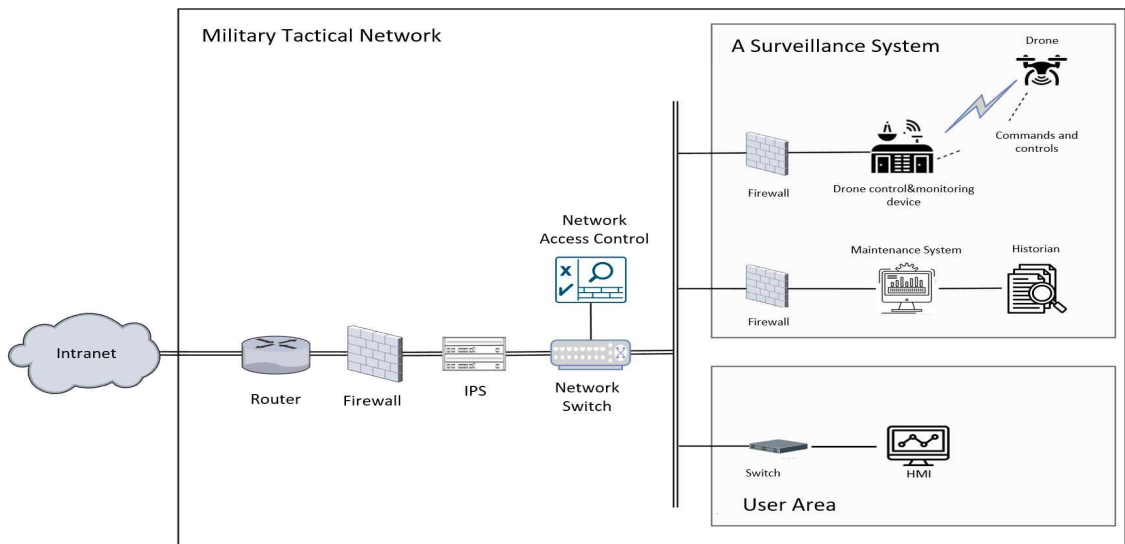 Military Tactical Network
A Surveillance System
Drone
Commands and
controls
Firewall
Drone control&monitoring
device
Network
Access Control
Maintenance System
Historian
Firewall
Intranet
Router
Firewall
IPS
Network
Switch
Switch
HMI
User Area